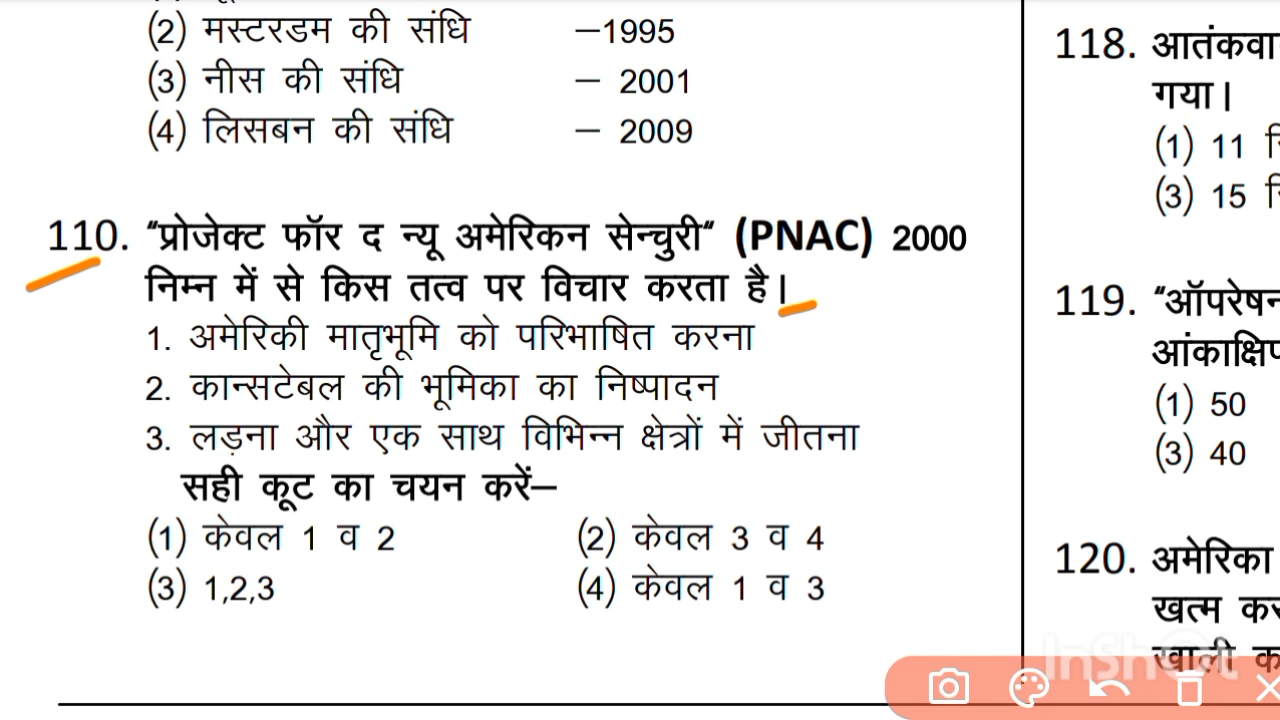 (2) मस्टरडम की संधि –1995
(3) नीस की संधि – 2001
(4) लिसबन की संधि – 2009
110. “प्रोजेक्ट फॉर द न्यू अमेरिकन सेन्चुरी“ (PNAC) 2000
निम्न में से किस तत्व पर विचार करता है।
1. अमेरिकी मातृभूमि को परिभाषित करना
2. कान्सटेबल की भूमिका का निष्पादन
3. लड़ना और एक साथ विभिन्न क्षेत्रों में जीतना
सही कूट का चयन करें–
(1) केवल 1 व 2 (2) केवल 3 व 4
(3) 1,2,3 (4) केवल 1 व 3
118.
गया।
(1) 11
(3) 15
119.
(1) 50
(3) 40
120. अमेरिका
खत्म
खाली
InShOt